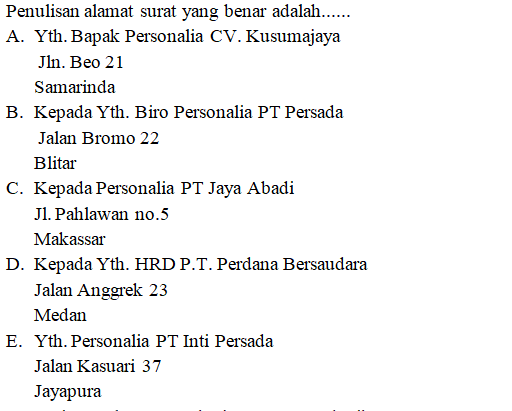 Penulisan alamat surat yang benar adalah......
A. Yth. Bapak Personalia CV. Kusumajaya
Jln. Beo 21
Samarinda
B. Kepada Yth. Biro Personalia PT Persada
Jalan Bromo 22
Blitar
C. Kepada Personalia PT Jaya Abadi
Jl. Pahlawan no.5
Makassar
D. Kepada Yth. HRD P.T. Perdana Bersaudara
Jalan Anggrek 23
Medan
E. Yth. Personalia PT Inti Persada
Jalan Kasuari 37
Jayapura